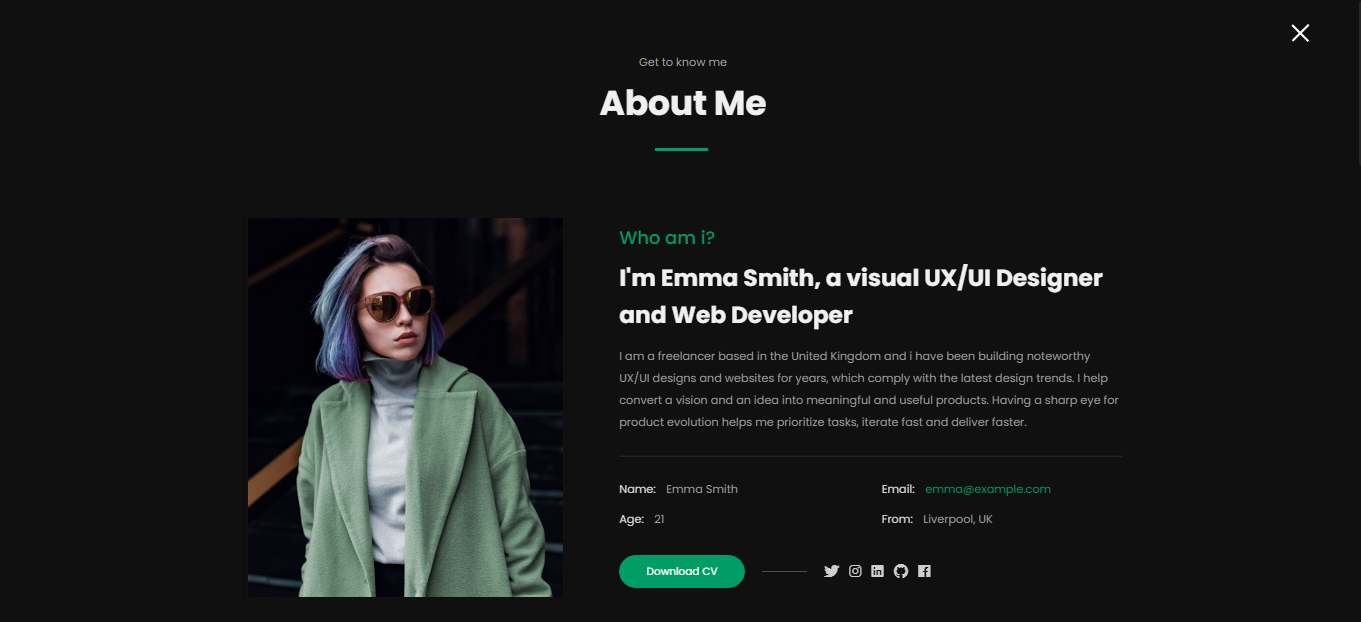 Get to know me
About Me
Who am i?
I'm Emma Smith, a visual UX/UI Designer
and Web Developer
I am a freelancer based in the United Kingdom and i have been building noteworthy
UX/UI designs and websites for years, which comply with the latest design trends. I help
convert a vision and an idea into meaningful and useful products. Having a sharp eye for
product evolution helps me prioritize tasks, iterate fast and deliver faster.
Name: Emma Smith
Email: emma@example.com
Age: 21
From: Liverpool, UK
Download CV